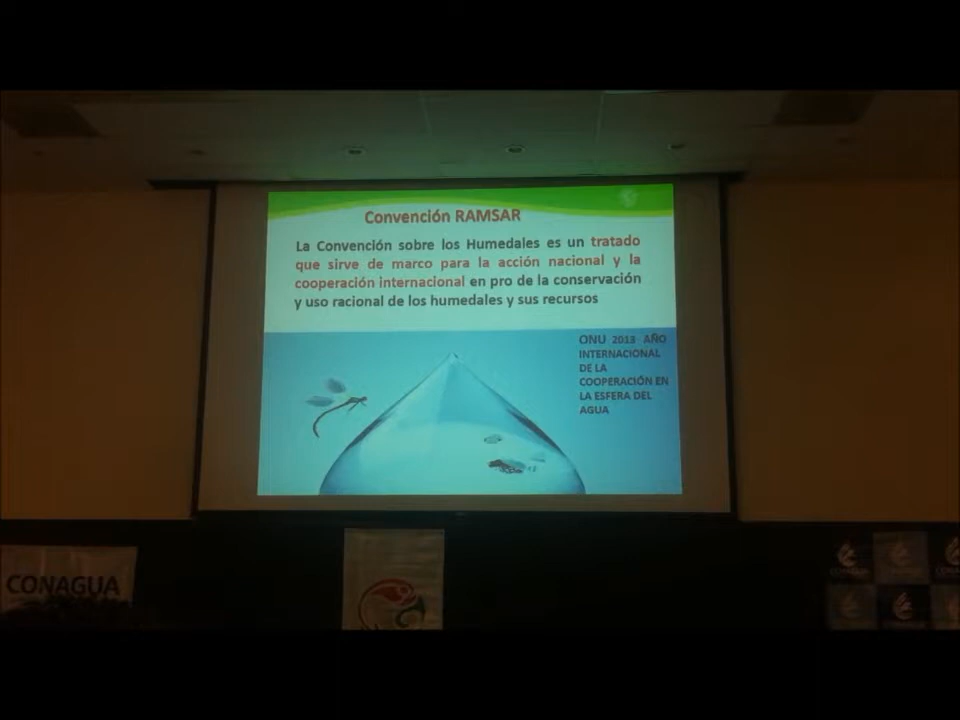 Convención RAMSAR
La Convención sobre los Humedales es un tratado
que sirve de marco para la acción nacional y la
cooperación internacional en pro de la conservación
y uso racional de los humedales y sus recursos
ONU 2013 AÑO
INTERNACIONAL
DE LA
COOPERACIÓN EN
LA ESFERA DEL
AGUA
CONAGUA